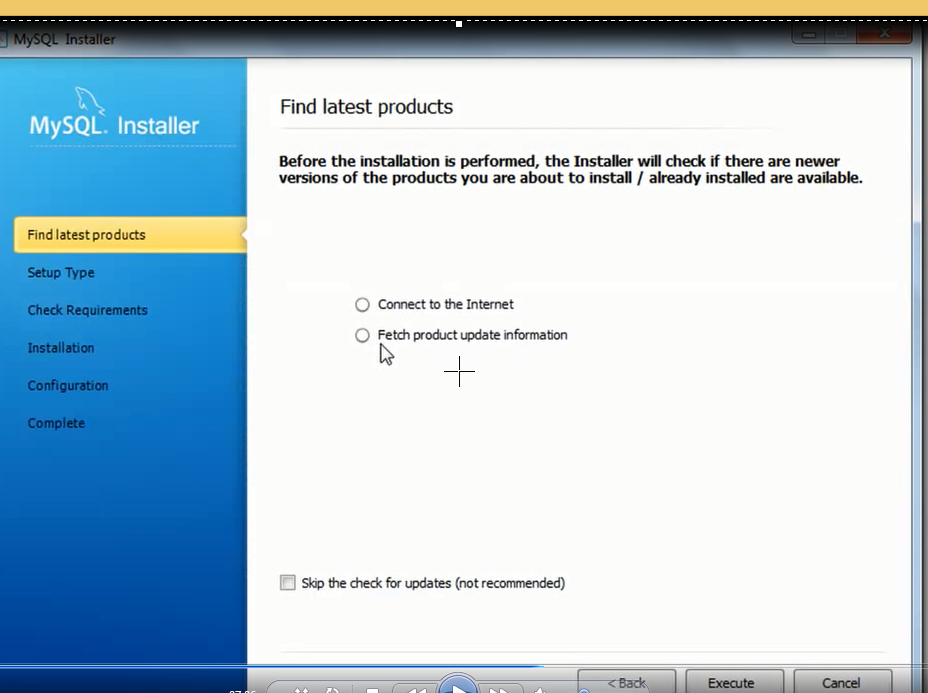 MySQL Installer
MySQL. Installer
Find latest products
Setup Type
Check Requirements
Installation
Configuration
Complete
Find latest products
Before the installation is performed, the Installer will check if there are newer
versions of the products you are about to install / already installed are available.
Connect to the Internet
Fetch product update information
Skip the check for updates (not recommended)
< Back
Execute
Cancel